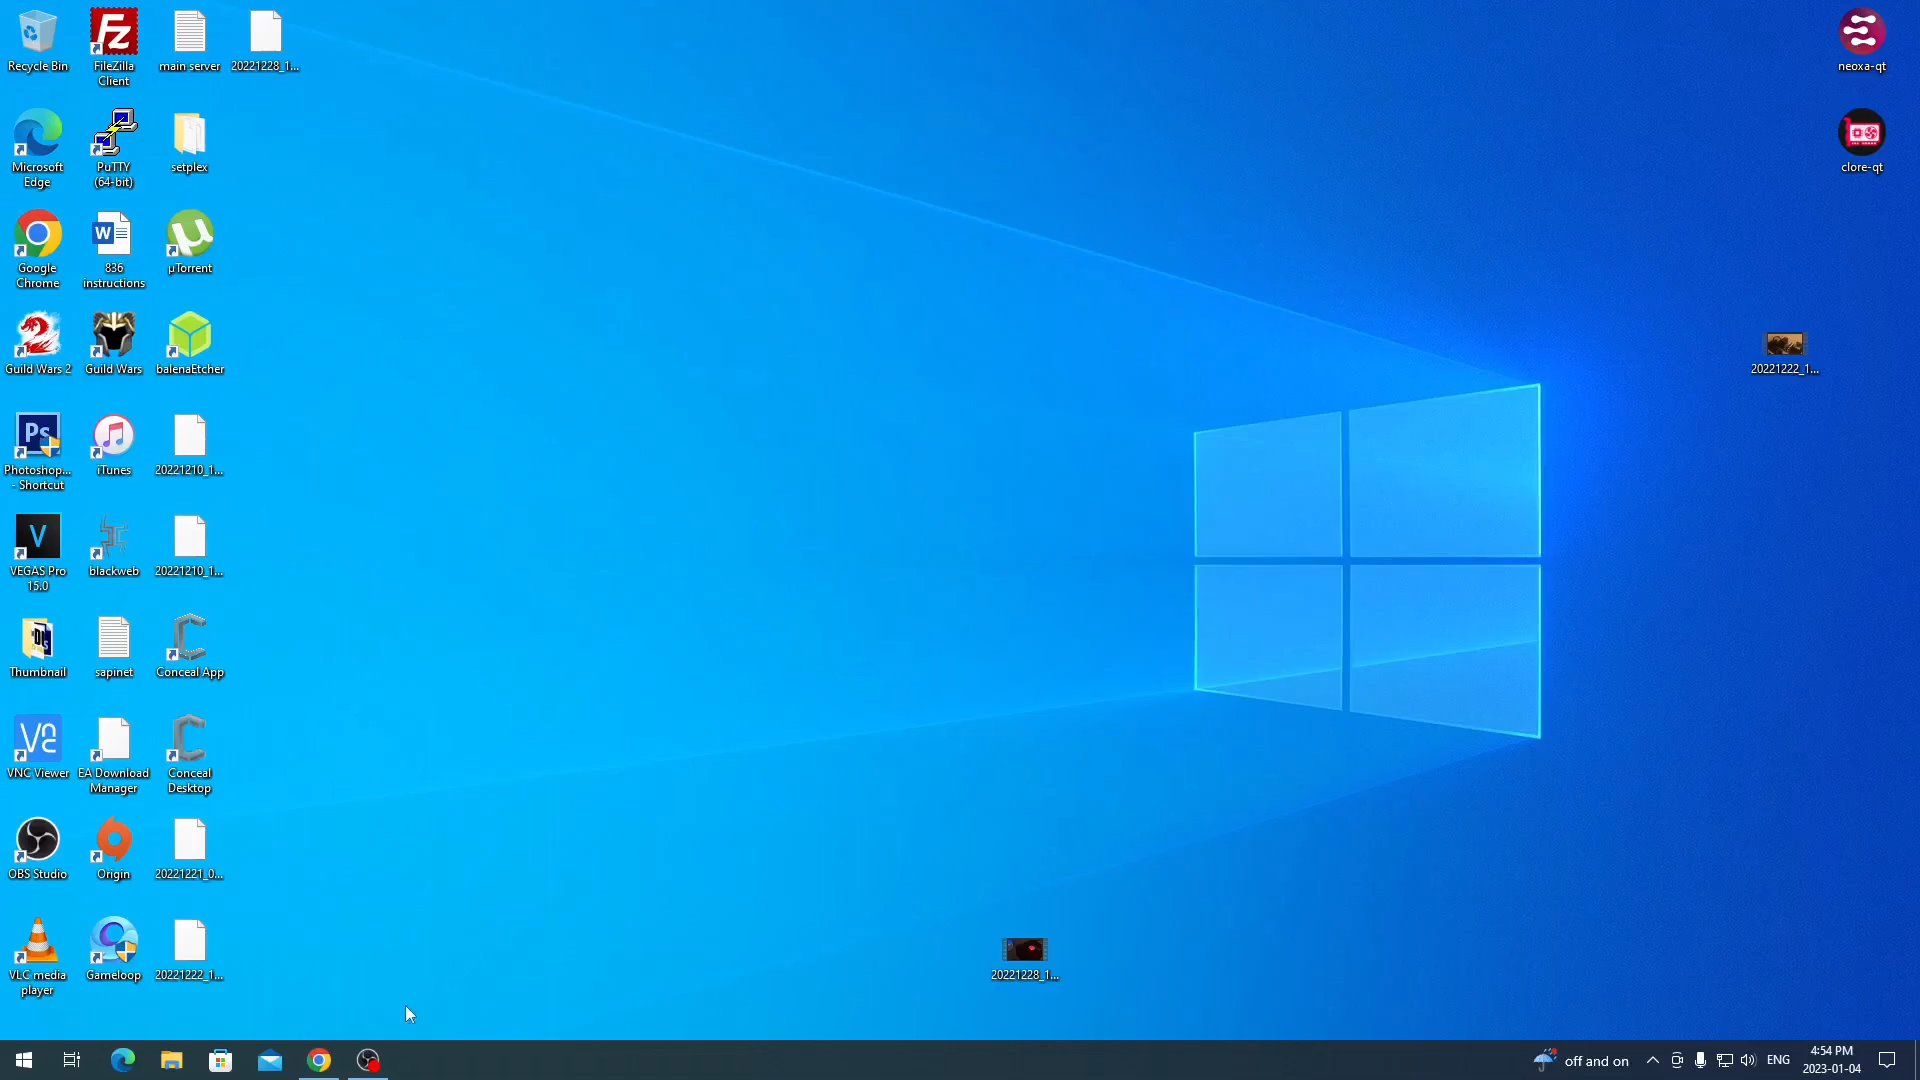 Recycle Bin
FileZilla
Client
main server
20221228_1...
neoxa-qt
Microsoft
Edge
PuTTY
(64-bit)
setplex
clore-qt
Google
Chrome
836
instructions
µTorrent
Guild Wars 2
Guild Wars
balenaEtcher
20221222_1...
Photoshop...
- Shortcut
iTunes
20221210_1...
VEGAS Pro
15.0
blackweb
20221210_1...
Thumbnail
sapinet
Conceal App
VNC Viewer
EA Download
Manager
Conceal
Desktop
OBS Studio
Origin
20221221_0...
VLC media
player
Gameloop
20221222_1...
20221228_1...
off and on
ENG
4:54 PM
2023-01-04